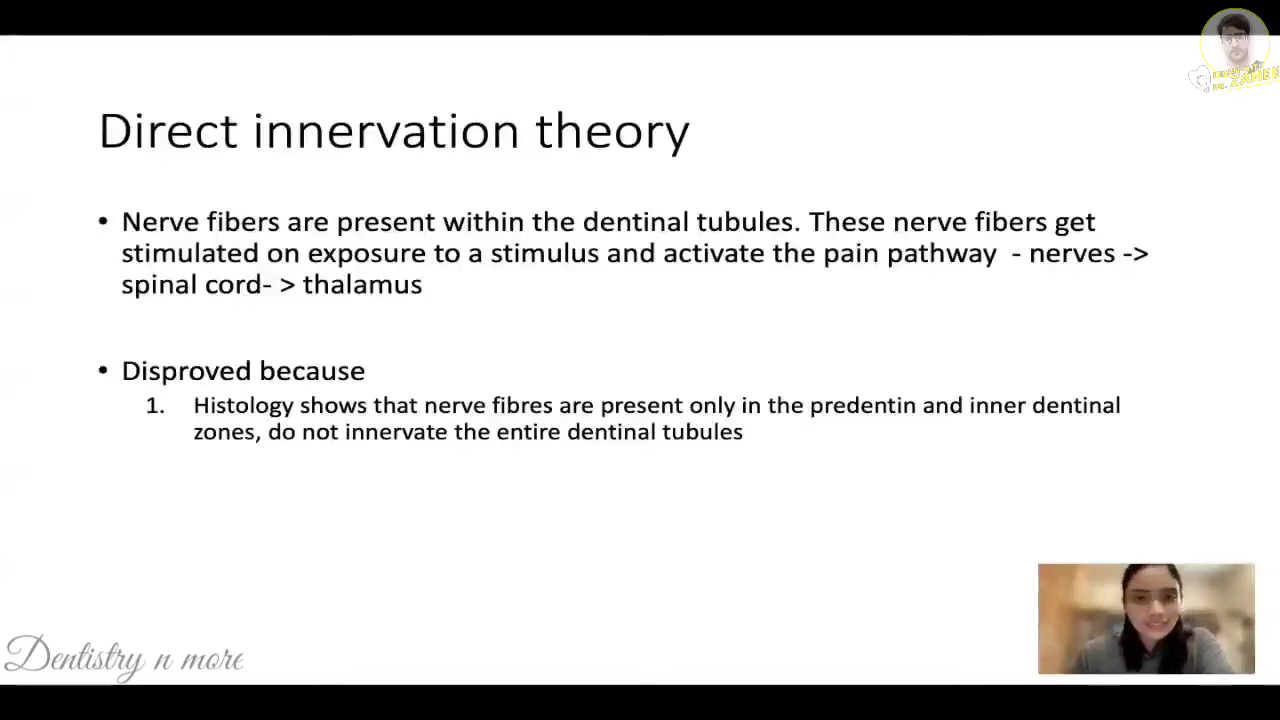 Direct innervation theory
• Nerve fibers are present within the dentinal tubules. These nerve fibers get
stimulated on exposure to a stimulus and activate the pain pathway - nerves ->
spinal cord- > thalamus
• Disproved because
1. Histology shows that nerve fibres are present only in the predentin and inner dentinal
zones, do not innervate the entire dentinal tubules
Dentistry n more